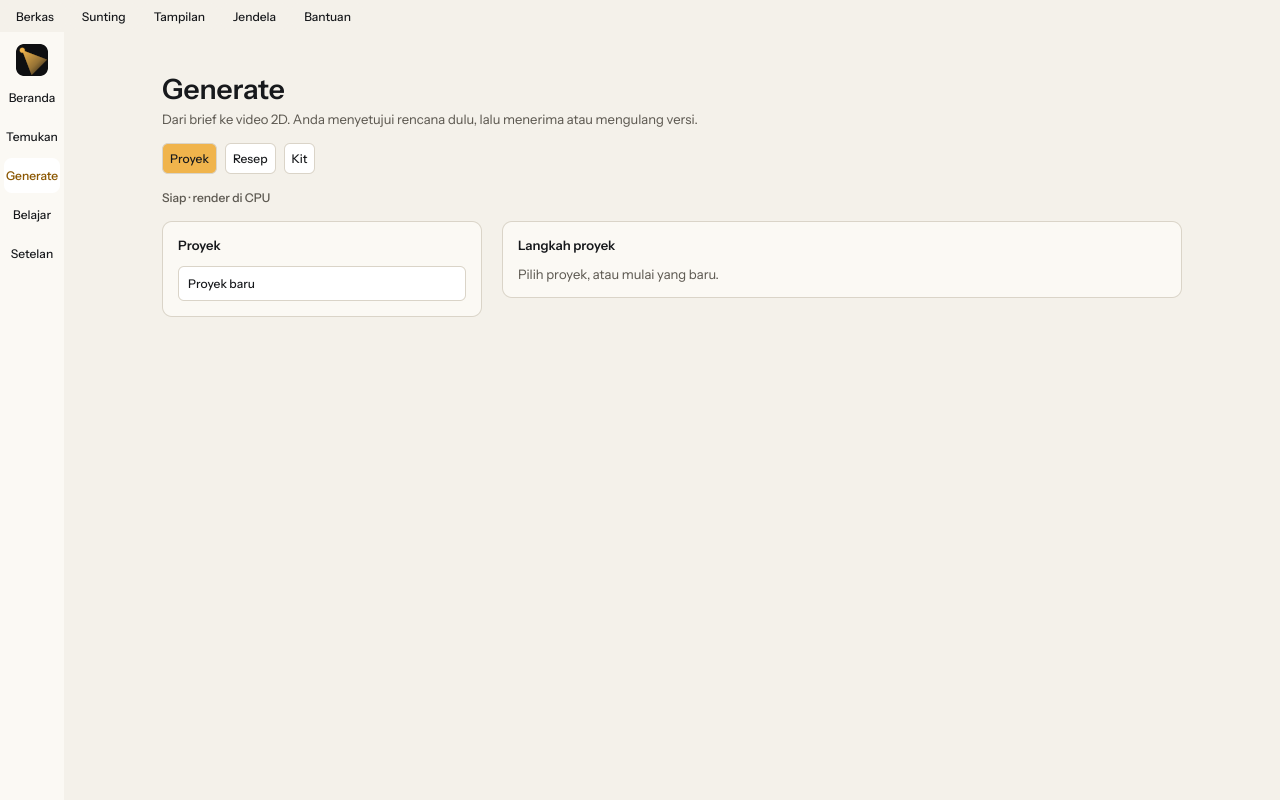 Berkas Sunting Tampilan Jendela Bantuan
Beranda
Temukan
Generate
Belajar
Setelan
Generate
Dari brief ke video 2D. Anda menyetujui rencana dulu, lalu menerima atau mengulang versi.
Proyek Resep Kit
Siap · render di CPU
Proyek
Proyek baru
Langkah proyek
Pilih proyek, atau mulai yang baru.